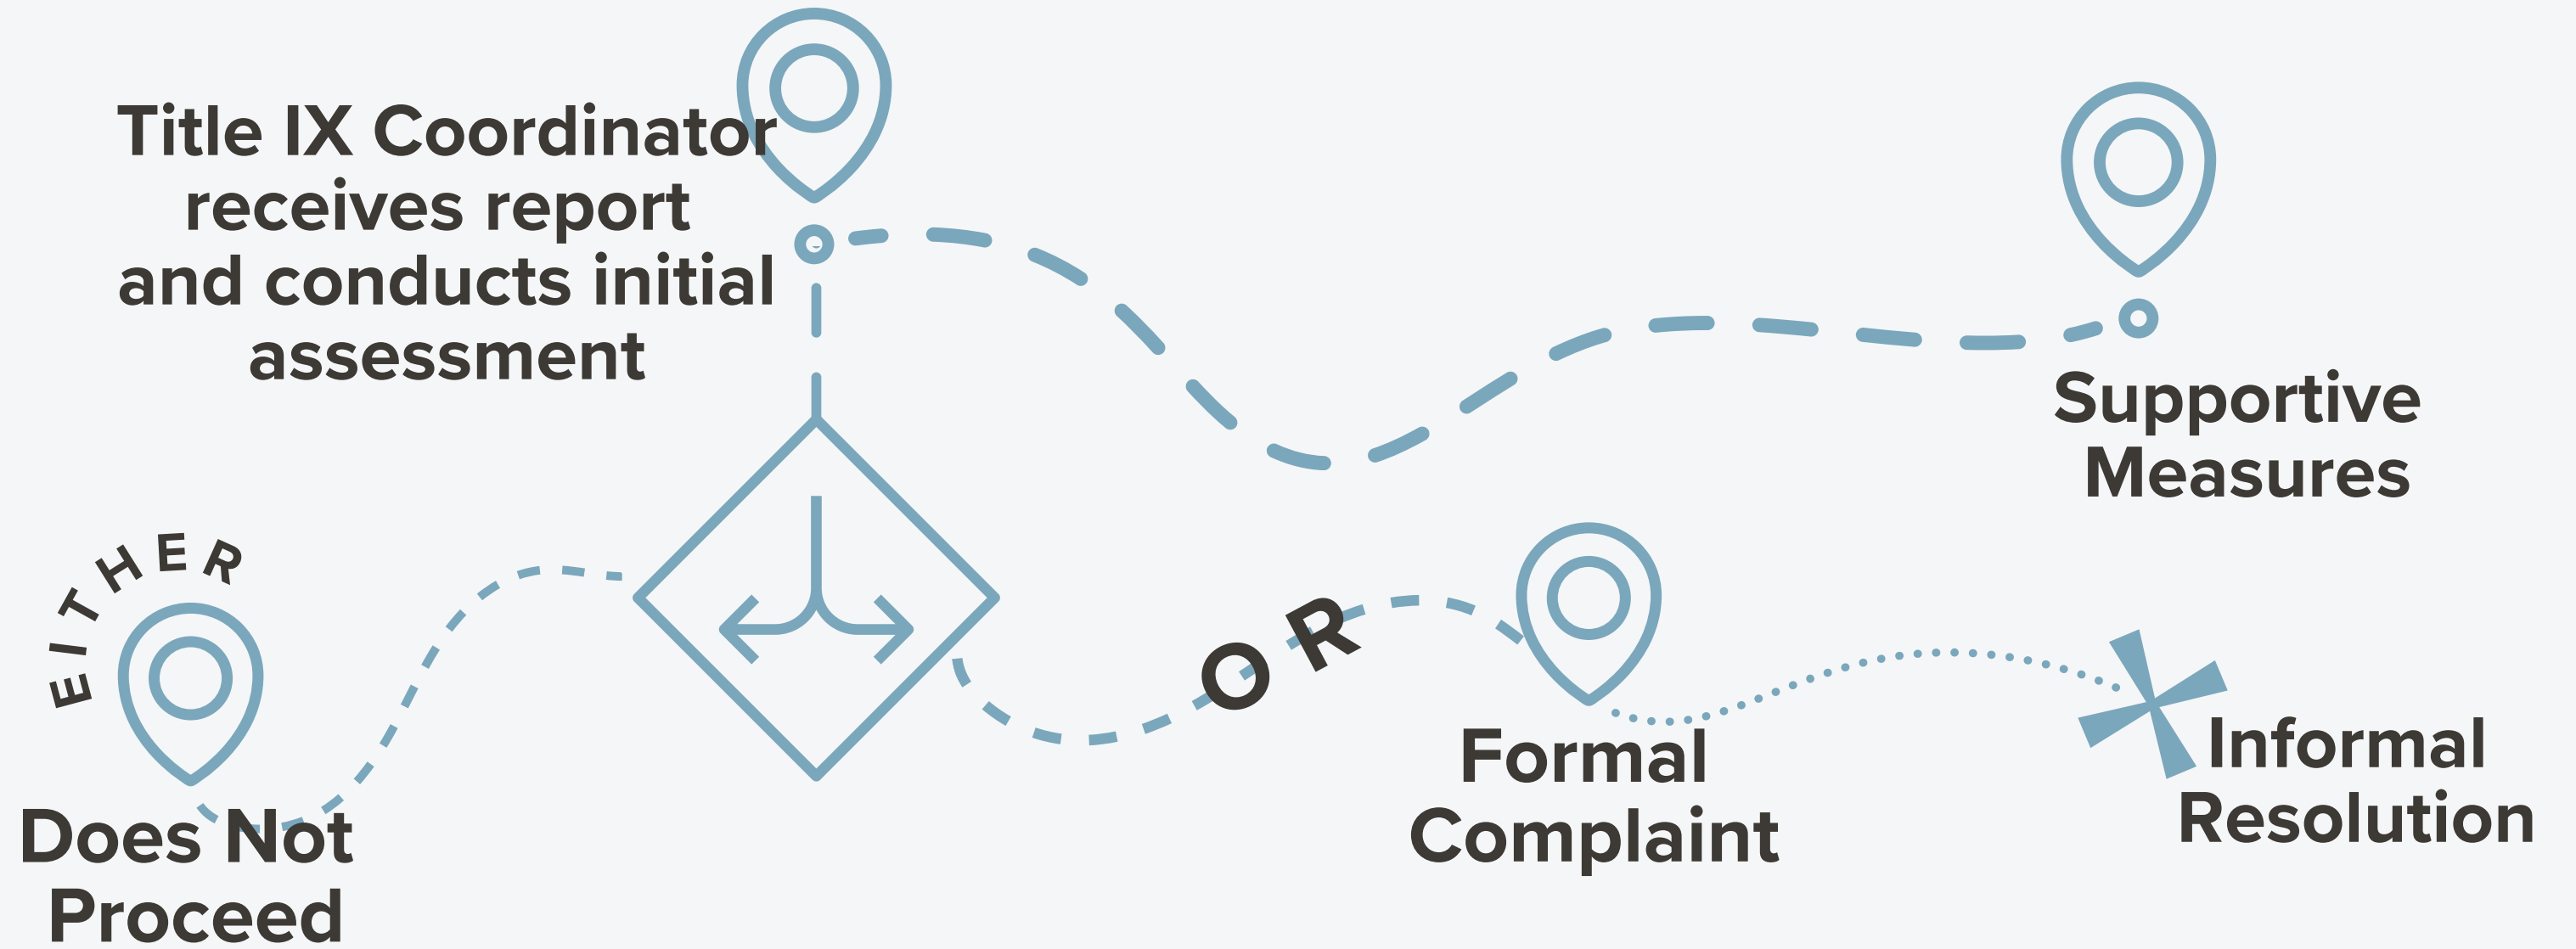 Title IX Coordinator
receives report
and conducts initial
assessment
Supportive
Measures
EITHER
Does Not
Proceed
OR
Formal
Complaint
Informal
Resolution